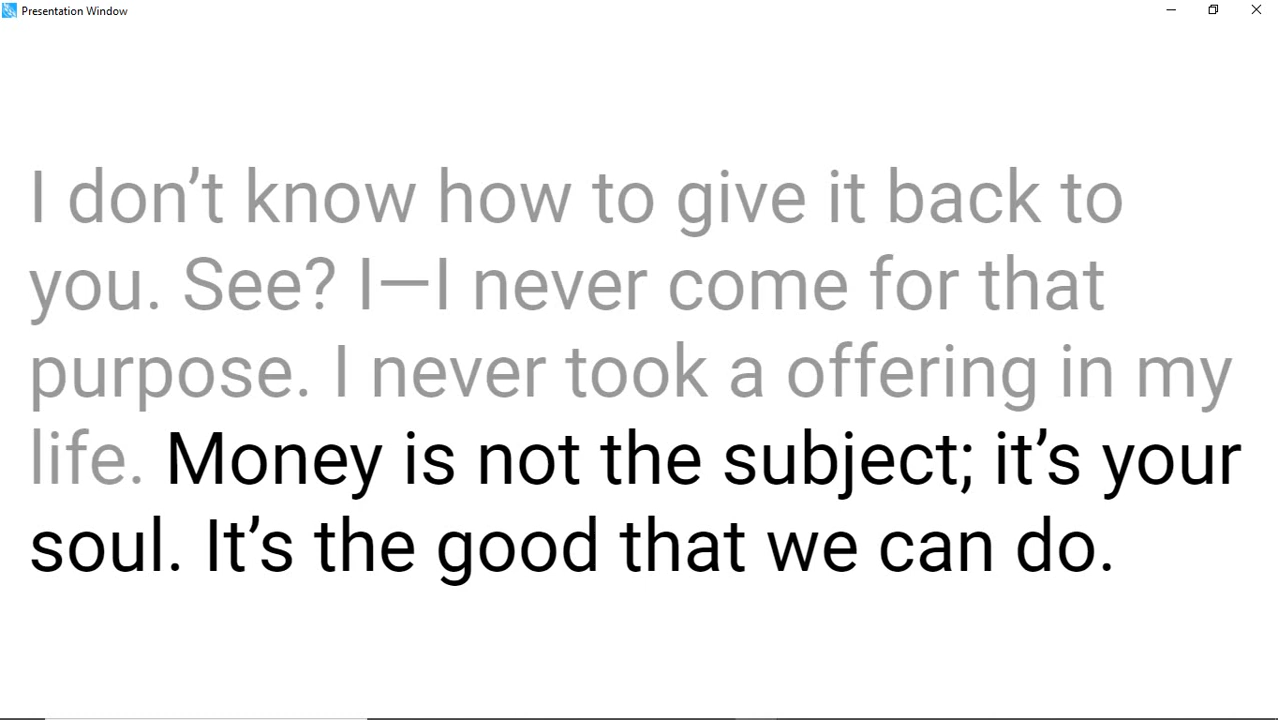 Presentation Window
I don’t know how to give it back to
you. See? I—I never come for that
purpose. I never took a offering in my
life. Money is not the subject; it’s your
soul. It’s the good that we can do.